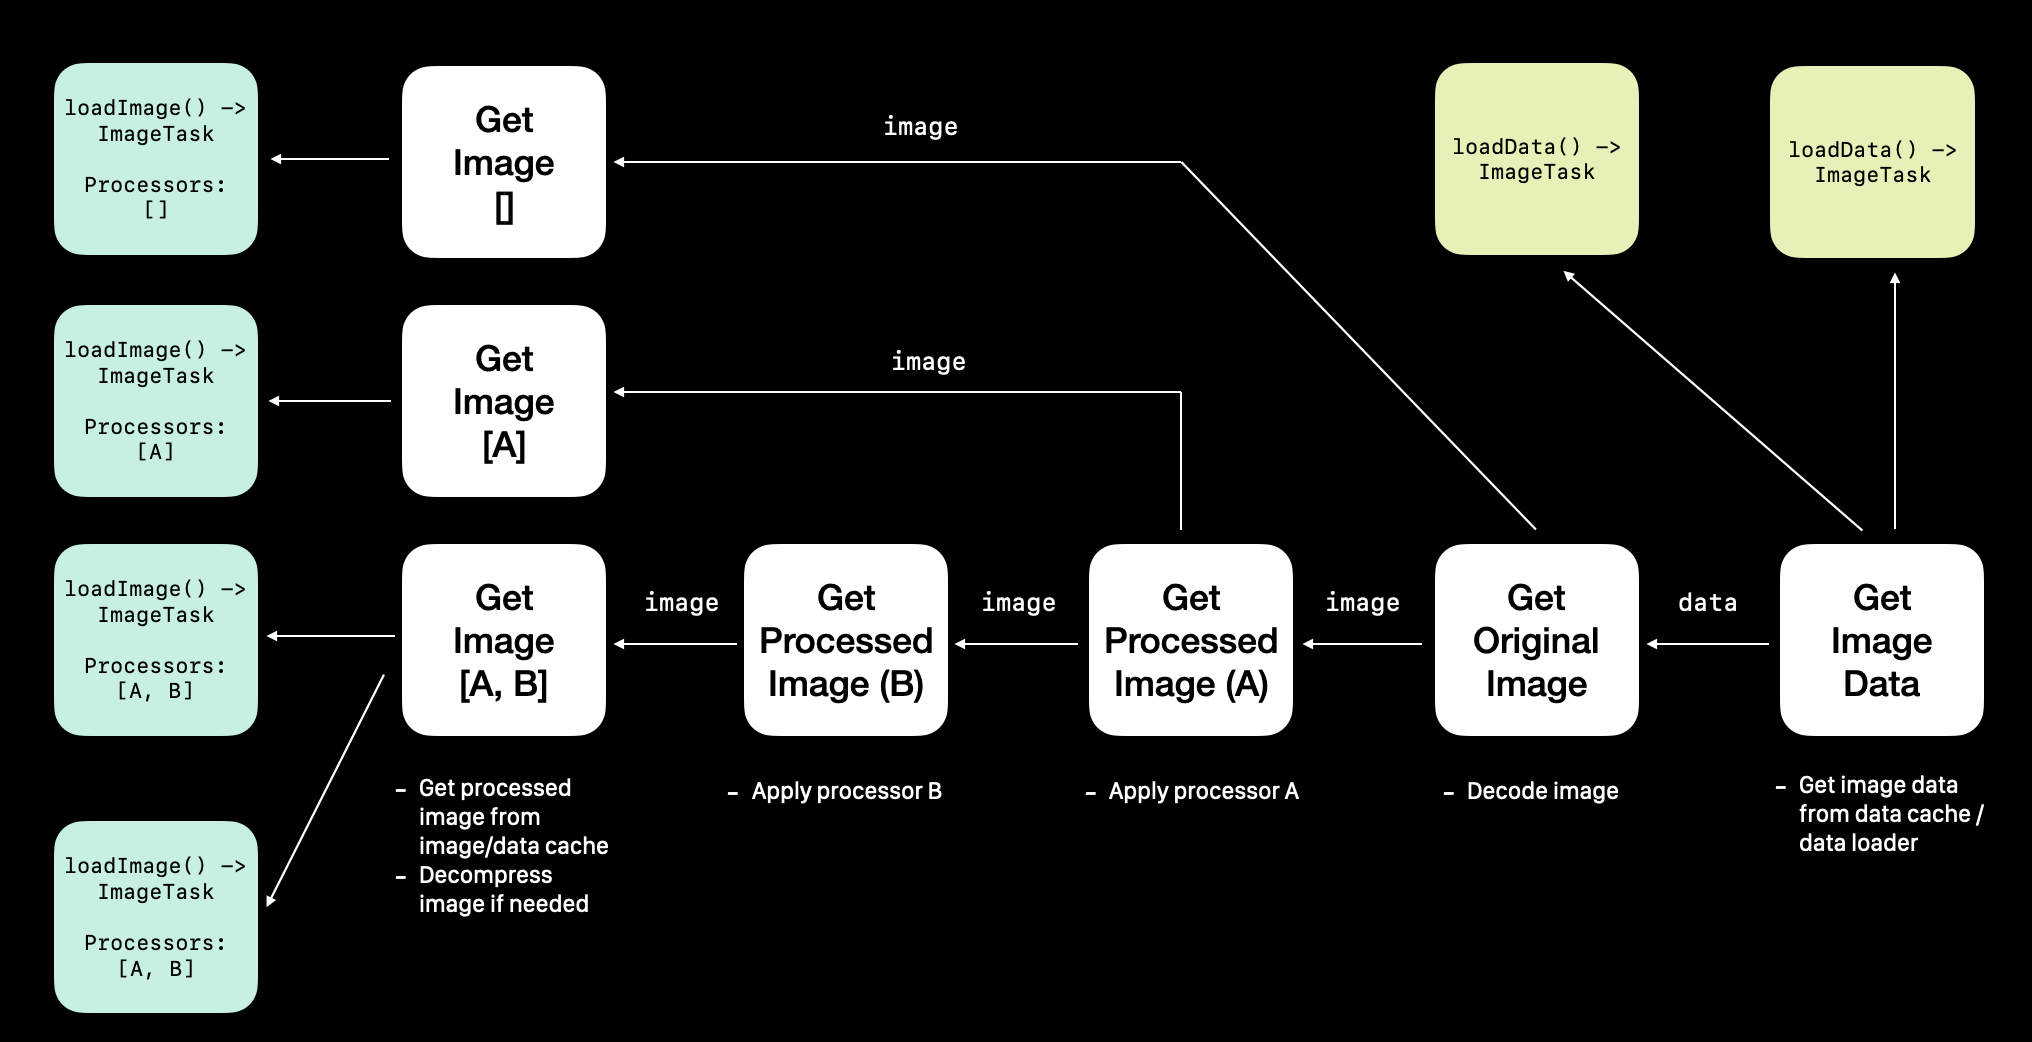 loadImage() ->
ImageTask
Processors:
[]
Get
Image
[]
image
loadData() ->
ImageTask
loadData() ->
ImageTask
loadImage() ->
ImageTask
Processors:
[A]
Get
Image
[A]
image
loadImage() ->
ImageTask
Processors:
[A, B]
Get
Image
[A, B]
image
Get
Processed
Image (B)
image
Get
Processed
Image (A)
image
Get
Original
Image
data
Get
Image
Data
- Get processed
image from
image/data cache
- Decompress
image if needed
- Apply processor B
- Apply processor A
- Decode image
- Get image data
from data cache /
data loader
loadImage() ->
ImageTask
Processors:
[A, B]